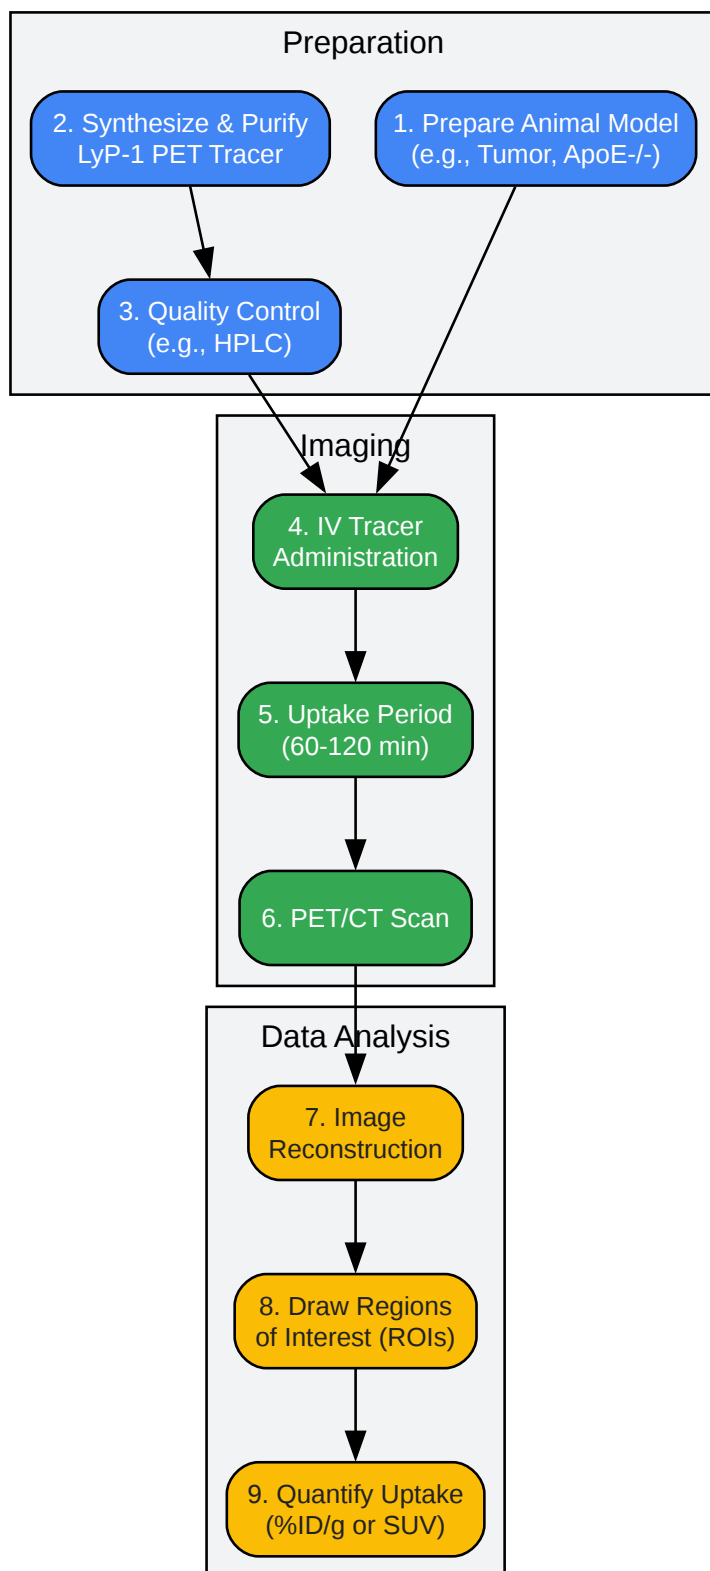 Preparation
2. Synthesize & Purify
LyP-1 PET Tracer
1. Prepare Animal Model
(e.g., Tumor, ApoE-/-)
3. Quality Control
(e.g., HPLC)
Imaging
4. IV Tracer
Administration
5. Uptake Period
(60-120 min)
6. PET/CT Scan
Data Analysis
7. Image
Reconstruction
8. Draw Regions
of Interest (ROIs)
9. Quantify Uptake
(%ID/g or SUV)